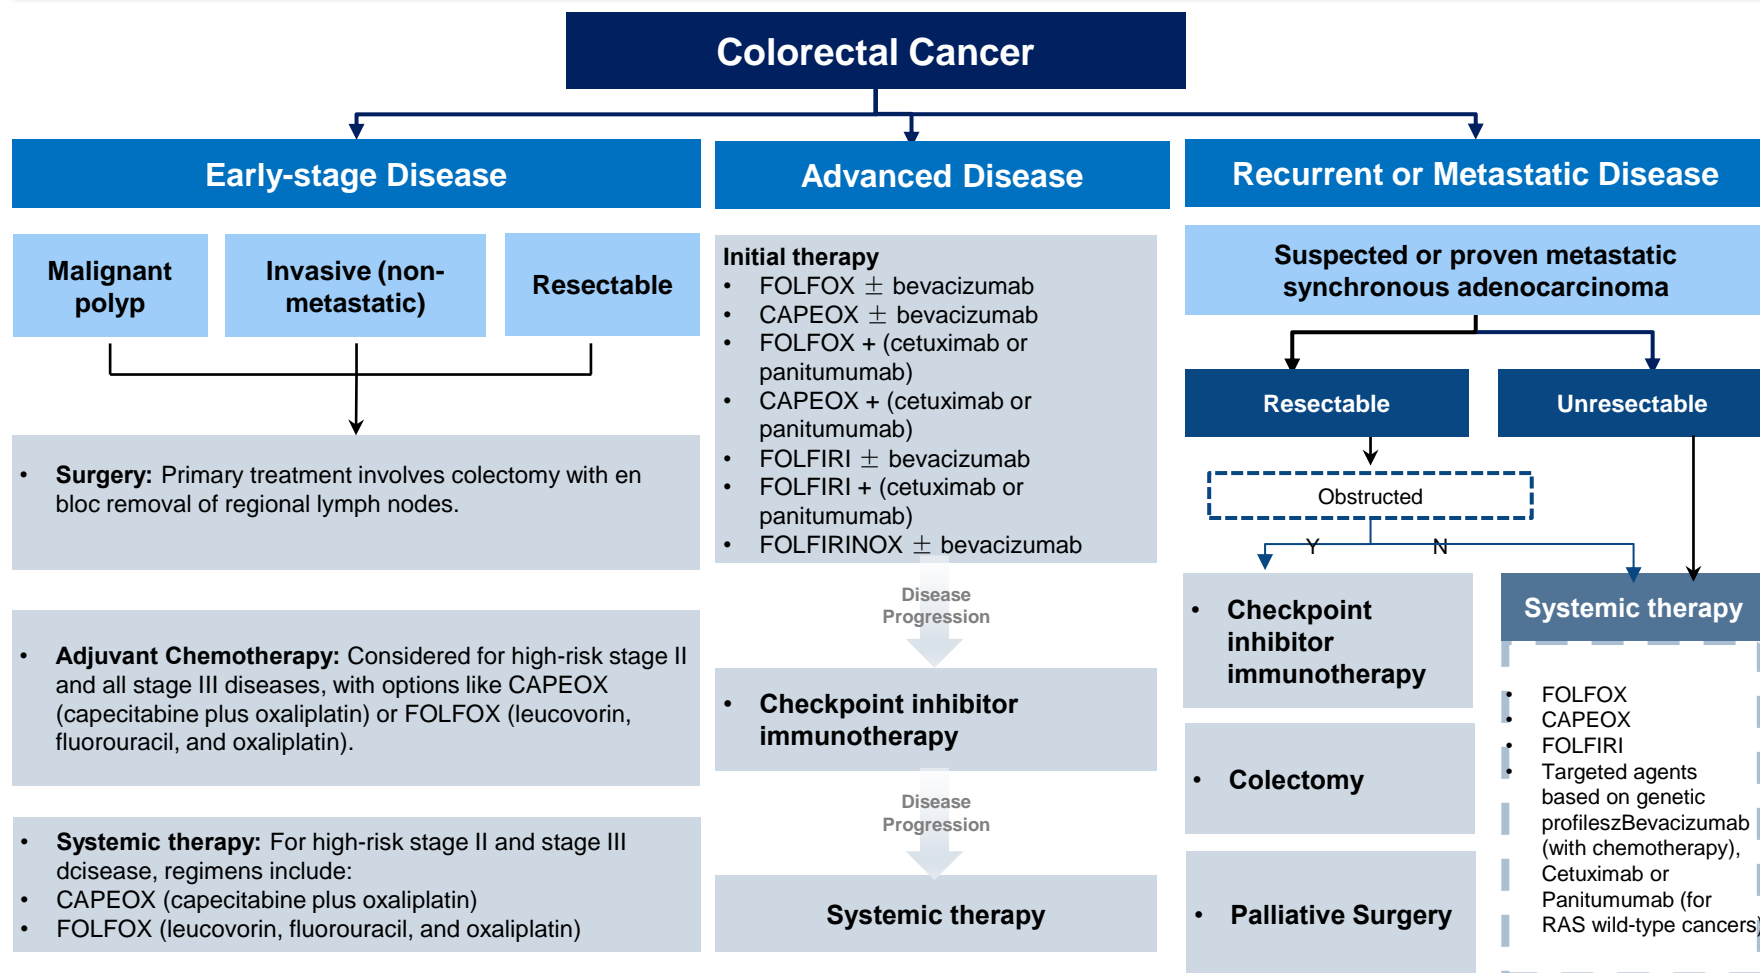 Colorectal Cancer
Early-stage Disease
Malignant
polyp
Invasive (non-
metastatic)
Resectable
• Surgery: Primary treatment involves colectomy with en
bloc removal of regional lymph nodes.
• Adjuvant Chemotherapy: Considered for high-risk stage II
and all stage III diseases, with options like CAPEOX
(capecitabine plus oxaliplatin) or FOLFOX (leucovorin,
fluorouracil, and oxaliplatin).
• Systemic therapy: For high-risk stage II and stage III
dcisease, regimens include:
• CAPEOX (capecitabine plus oxaliplatin)
• FOLFOX (leucovorin, fluorouracil, and oxaliplatin)
Advanced Disease
Initial therapy
• FOLFOX ± bevacizumab
• CAPEOX ± bevacizumab
• FOLFOX + (cetuximab or
panitumumab)
• CAPEOX + (cetuximab or
panitumumab)
• FOLFIRI ± bevacizumab
• FOLFIRI + (cetuximab or
panitumumab)
• FOLFIRINOX ± bevacizumab
Disease
Progression
• Checkpoint inhibitor
immunotherapy
Disease
Progression
Systemic therapy
Recurrent or Metastatic Disease
Suspected or proven metastatic
synchronous adenocarcinoma
Resectable
Unresectable
Obstructed
Y
N
• Checkpoint
inhibitor
immunotherapy
• Colectomy
• Palliative Surgery
Systemic therapy
• FOLFOX
• CAPEOX
• FOLFIRI
• Targeted agents
based on genetic
profileszBevacizumab
(with chemotherapy),
Cetuximab or
Panitumumab (for
RAS wild-type cancers)